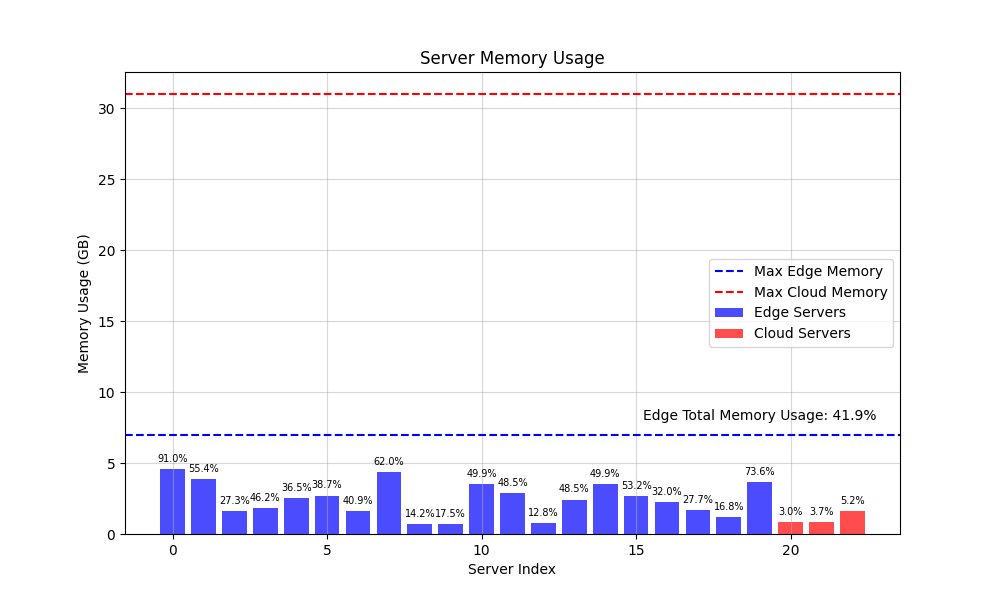 Server Memory Usage
Memory Usage (GB)
30
25
20
15
10
5
0
Max Edge Memory
Max Cloud Memory
Edge Servers
Cloud Servers
Edge Total Memory Usage: 41.9%
91.0% 55.4% 27.3% 46.2% 36.5% 38.7% 40.9% 62.0% 14.2% 17.5% 49.9% 48.5% 12.8% 48.5% 49.9% 53.2% 32.0% 27.7% 16.8% 73.6% 3.0% 3.7% 5.2%
0 5 10 15 20
Server Index